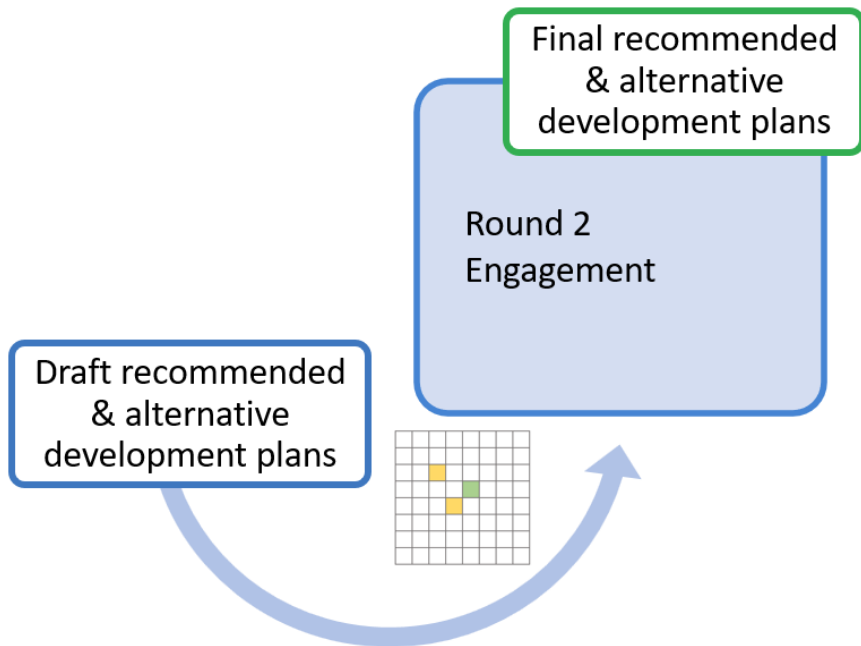 Final recommended
& alternative
development plans
Round 2
Engagement
Draft recommended
& alternative
development plans